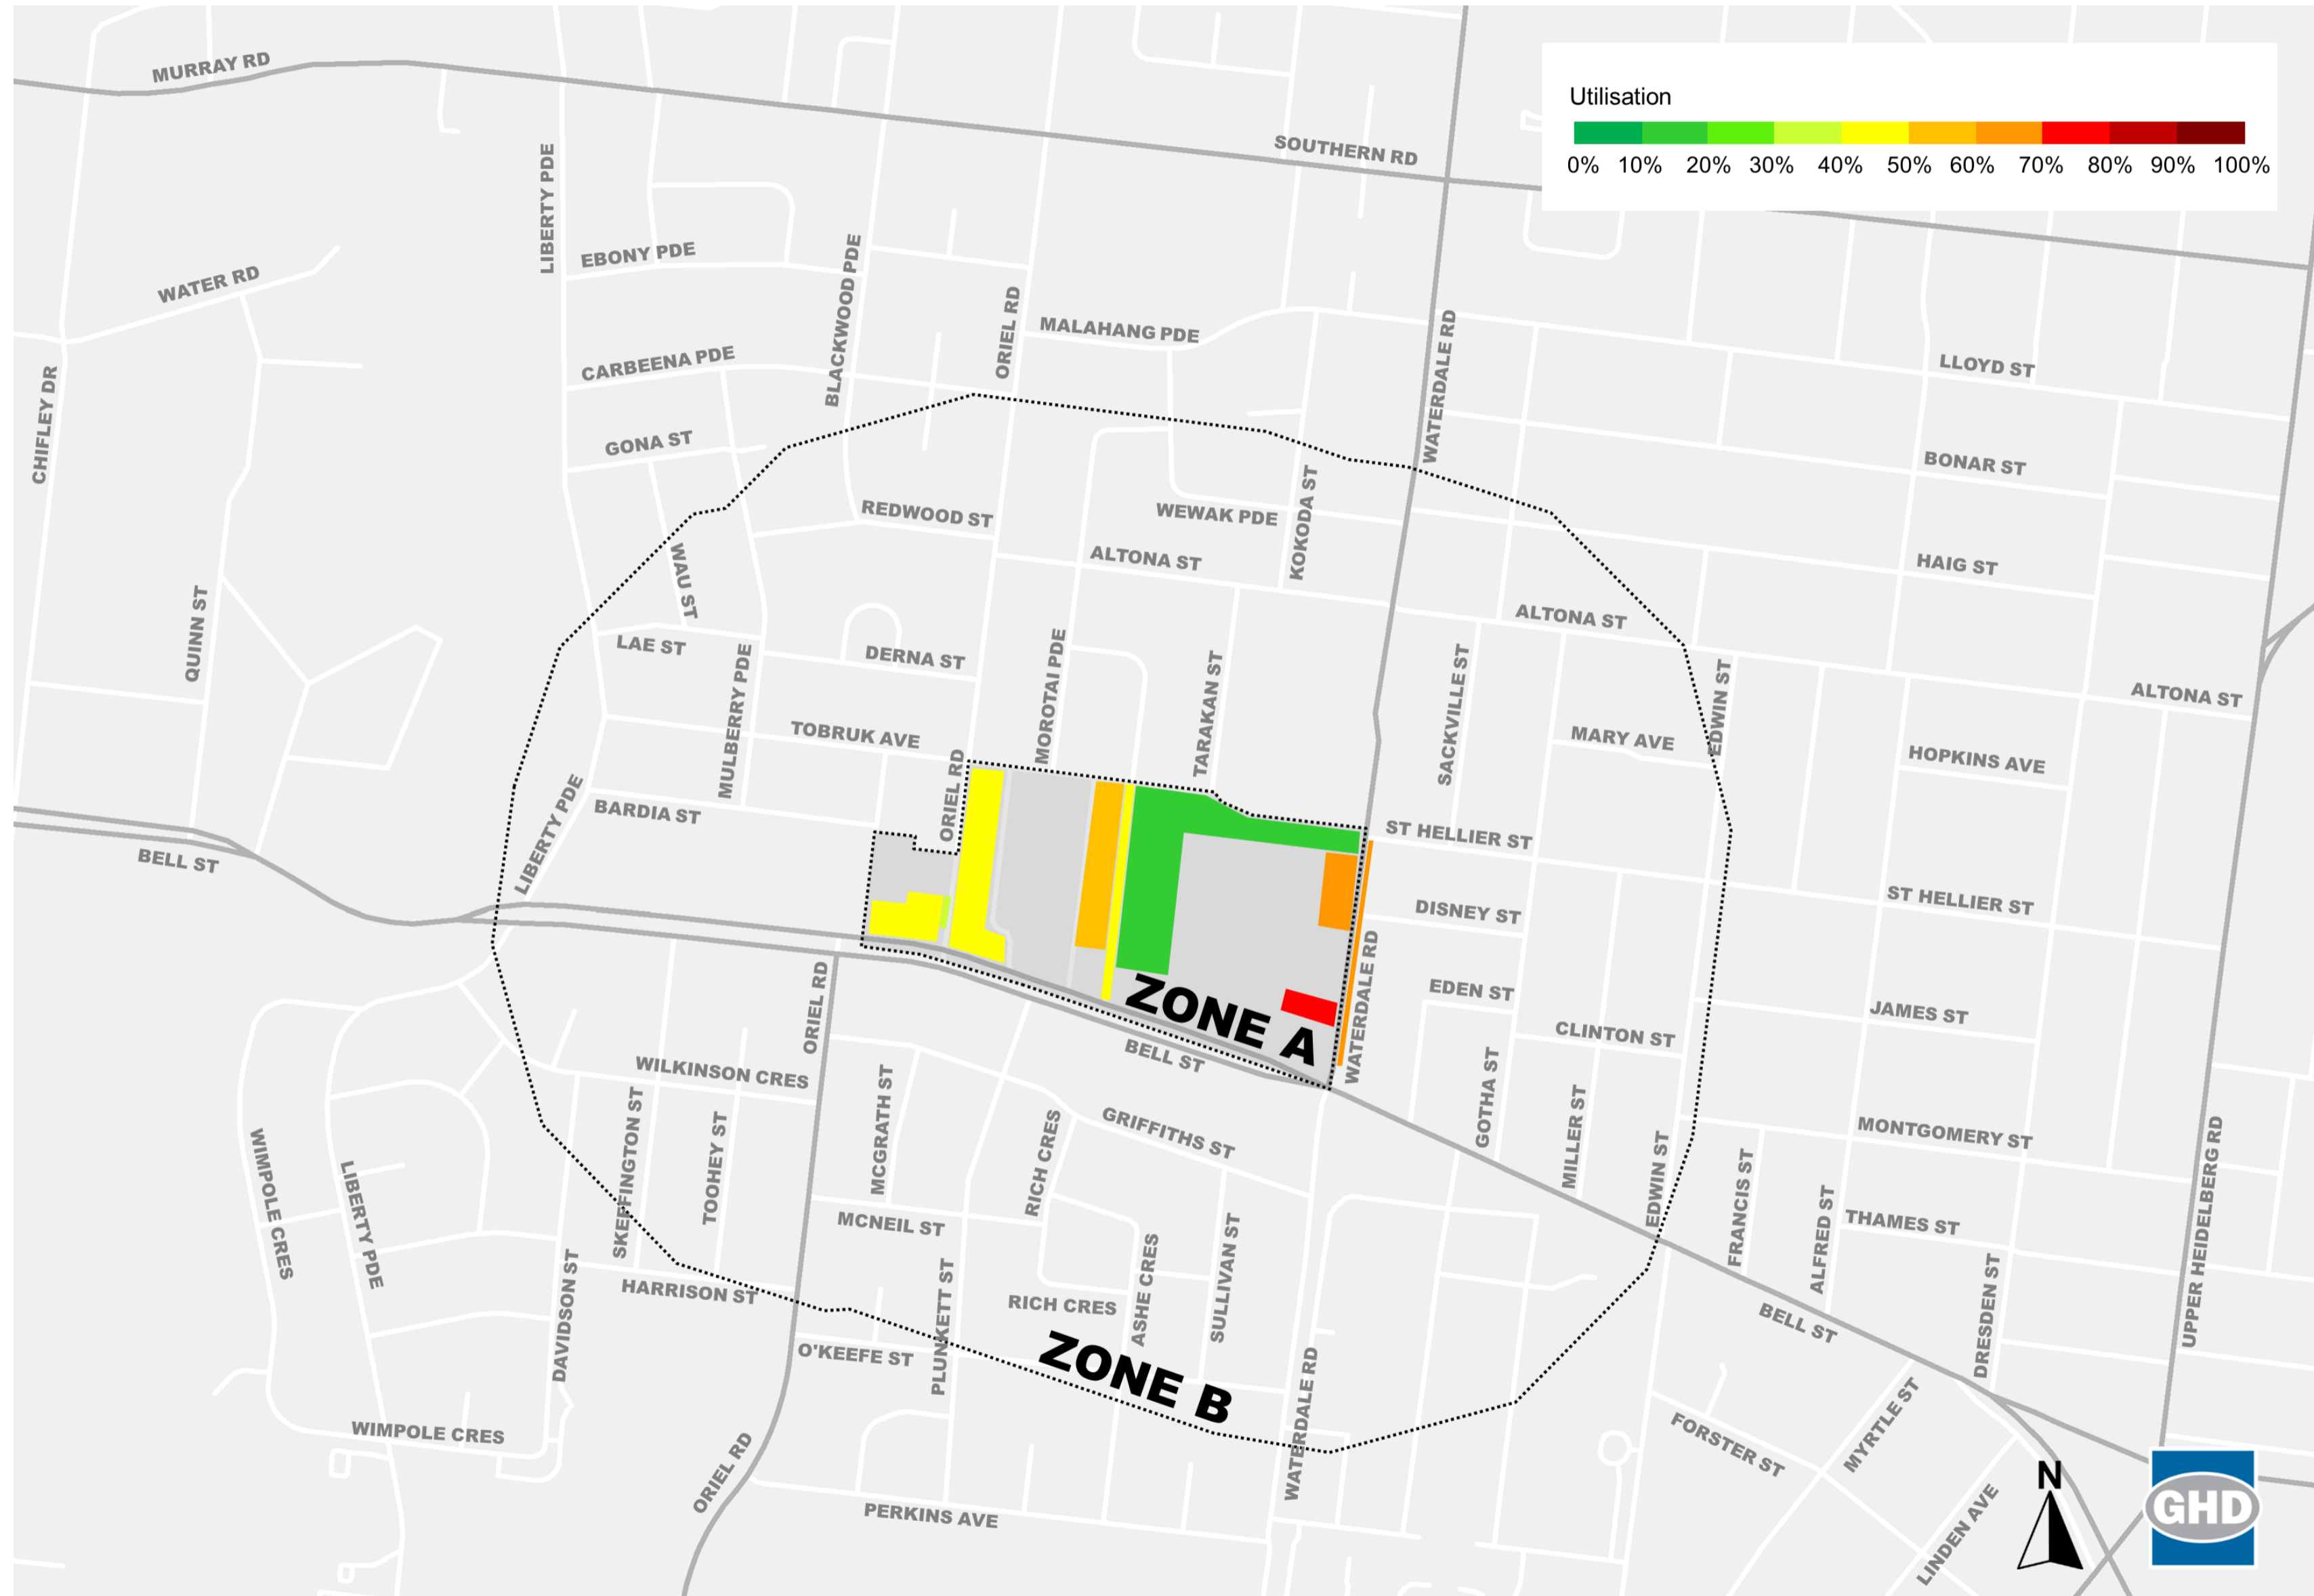 MURRAY RD
Utilisation
0% 10% 20% 30% 40% 50% 60% 70% 80% 90% 100%
SOUTHERN RD
LIBERTY PDE
EBONY PDE
BLACKWOOD PDE
WATER RD
ORIEL RD
MALAHANG PDE
WATERDALE RD
CARBEENA PDE
LLOYD ST
CHIFLEY DR
GONA ST
BONAR ST
KOKODA ST
REDWOOD ST
WEWAK PDE
ALTONA ST
HAIG ST
WAU ST
QUINN ST
ALTONA ST
LAE ST
DERNA ST
MULBERRY PDE
MOROTAI PDE
TARAKAN ST
SACKVILLE ST
EDWIN ST
ALTONA ST
TOBRUK AVE
MARY AVE
HOPKINS AVE
ORIEL RD
LIBERTY PDE
BARDIA ST
ST HELLIER ST
BELL ST
ST HELLIER ST
DISNEY ST
WATERDALE RD
ORIEL RD
EDEN ST
ZONE A
JAMES ST
CLINTON ST
BELL ST
WILKINSON CRES
GOTHA ST
MCGRATH ST
SKEFFINGTON ST
TOOHEY ST
RICH CRES
GRIFFITHS ST
MILLER ST
EDWIN ST
MONTGOMERY ST
WIMPOLE CRES
LIBERTY PDE
FRANCIS ST
ALFRED ST
UPPER HEIDELBERG RD
MCNEIL ST
THAMES ST
SULLIVAN ST
ASHE CRES
DAVIDSON ST
HARRISON ST
PLUNKETT ST
RICH CRES
BELL ST
DRESDEN ST
O'KEEFE ST
ZONE B
WATERDALE RD
WIMPOLE CRES
FORSTER ST
MYRTLE ST
ORIEL RD
N
PERKINS AVE
LINDEN AVE
GHD